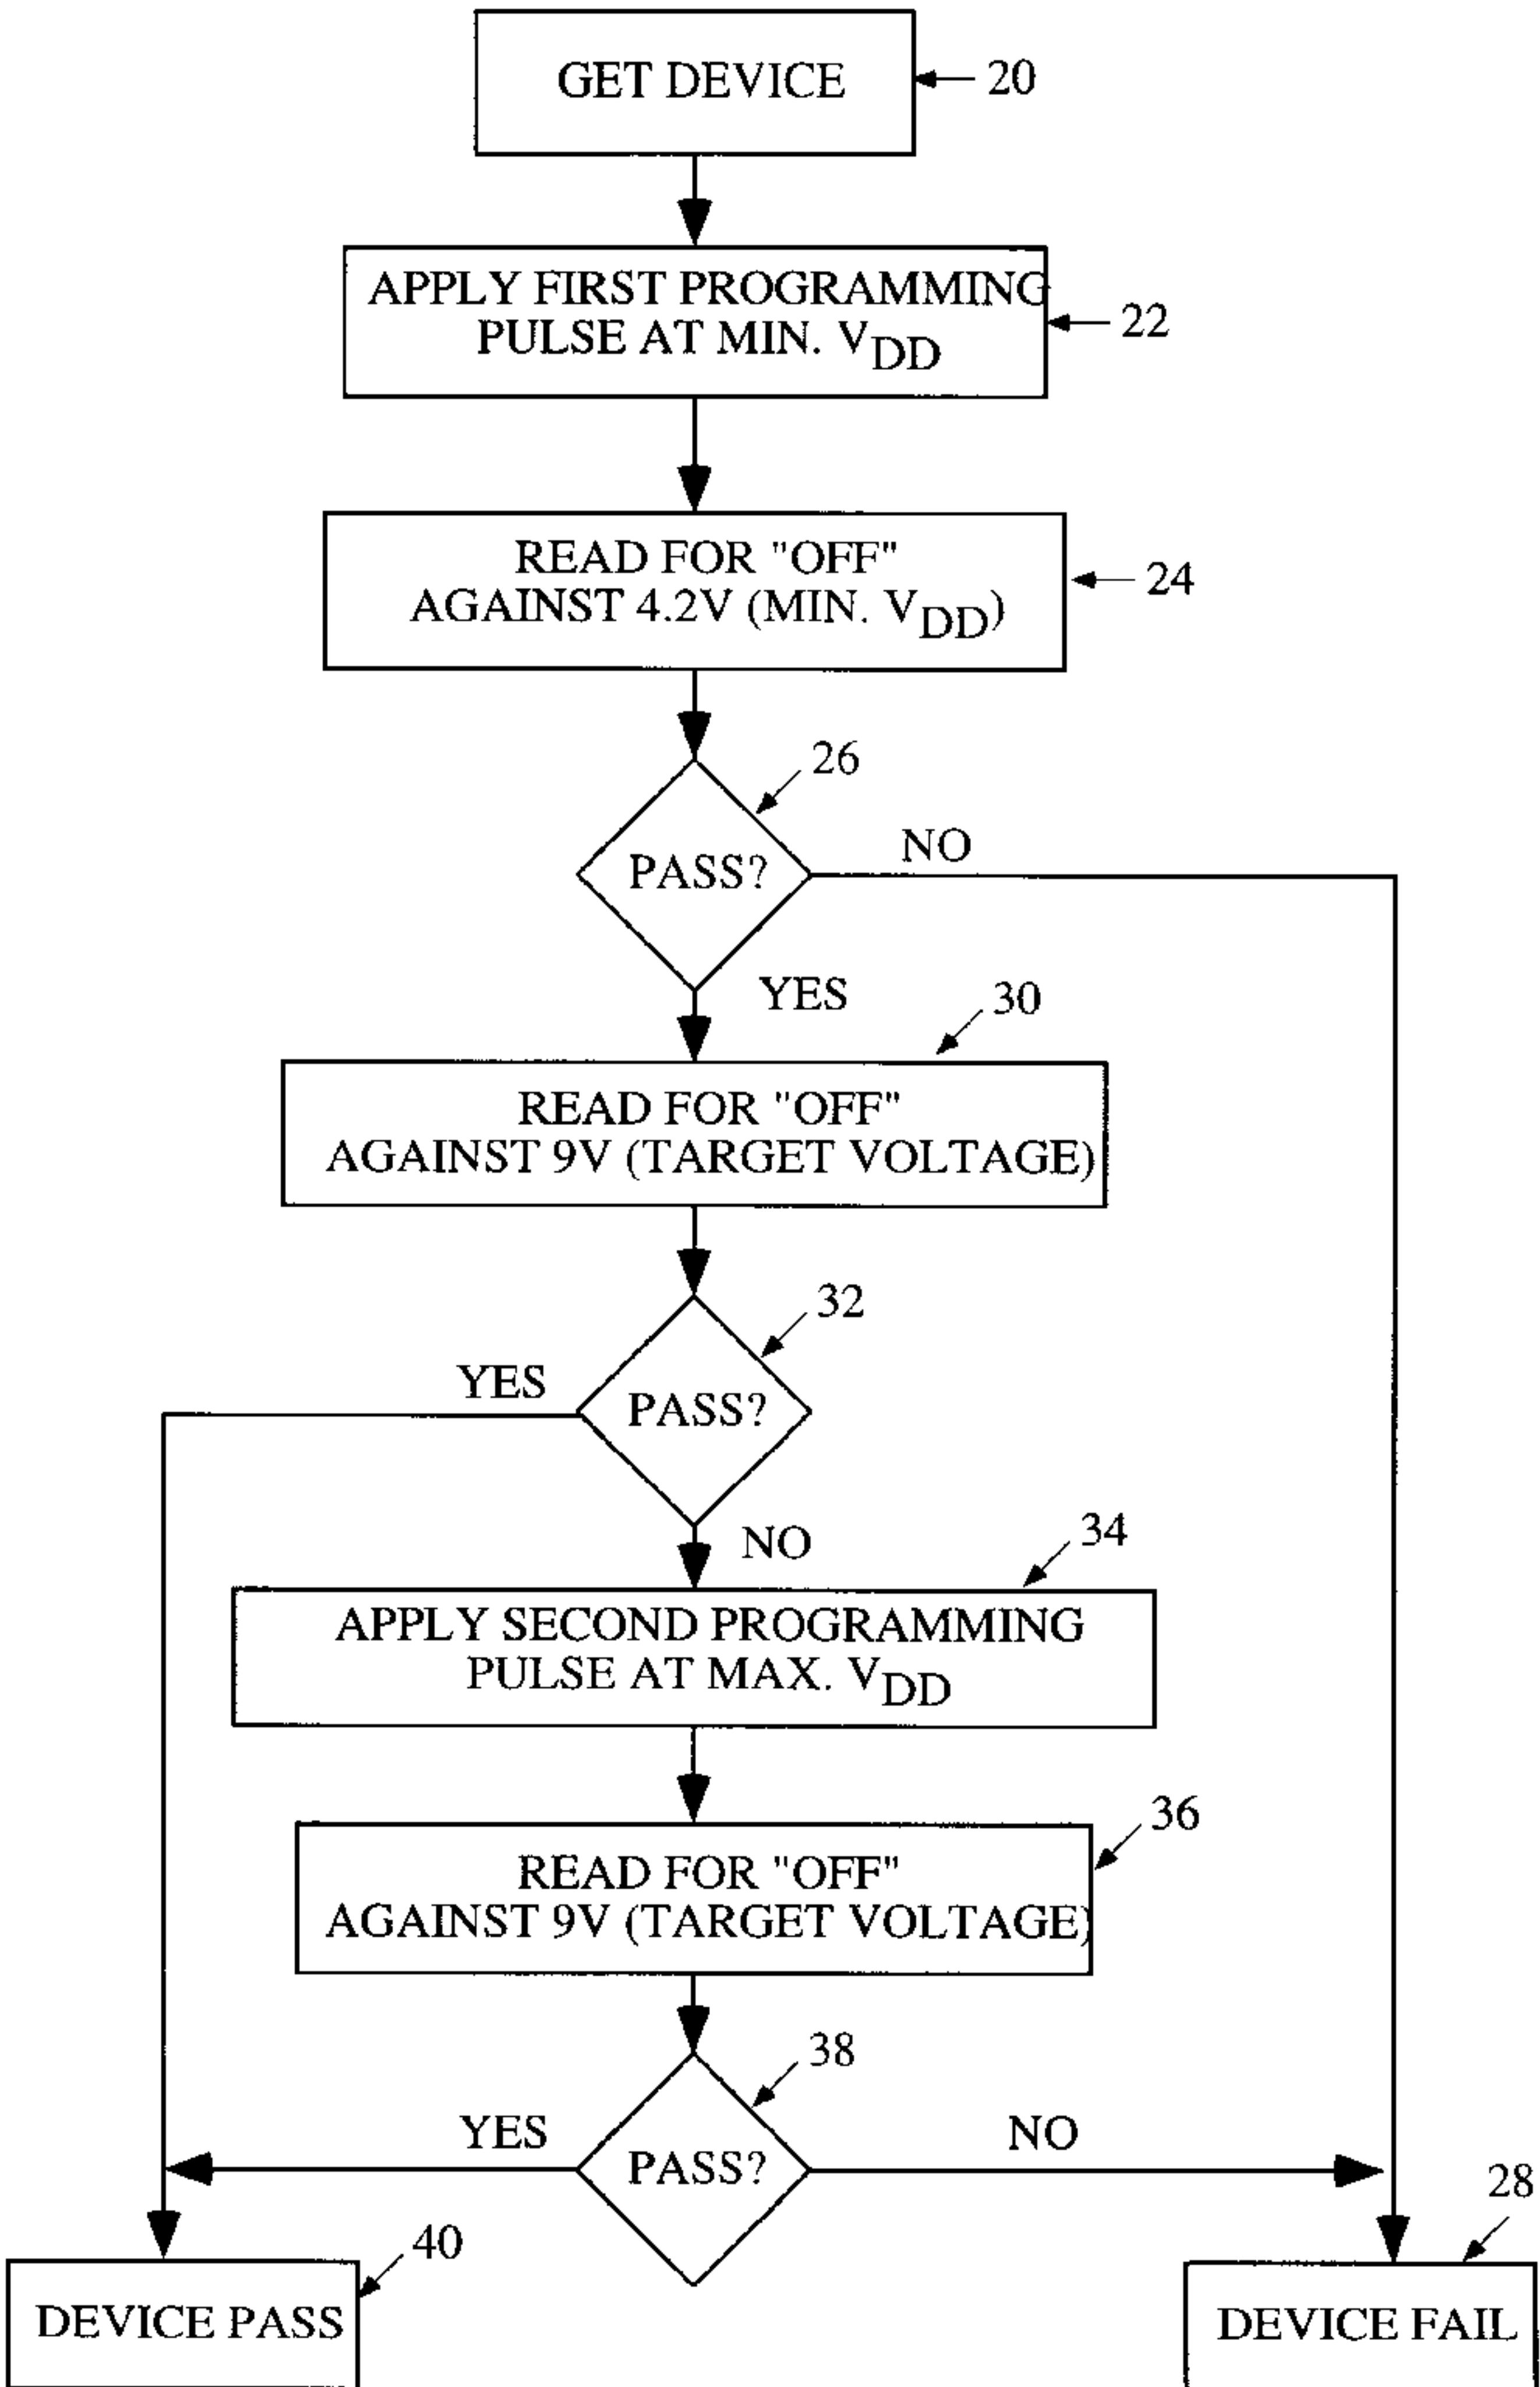 GET DEVICE
20
APPLY FIRST PROGRAMMING
PULSE AT MIN. VDD
22
READ FOR "OFF"
AGAINST 4.2V (MIN. VDD)
24
26
PASS?
NO
YES
30
READ FOR "OFF"
AGAINST 9V (TARGET VOLTAGE)
32
YES
PASS?
NO
34
APPLY SECOND PROGRAMMING
PULSE AT MAX. VDD
36
READ FOR "OFF"
AGAINST 9V (TARGET VOLTAGE)
38
YES
PASS?
NO
28
40
DEVICE PASS
DEVICE FAIL